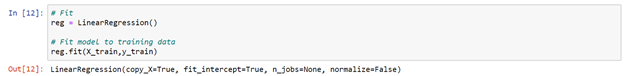 In [12]: # Fit
reg = LinearRegression()
# Fit model to training data
reg.fit(X_train,y_train)
Out[12]: LinearRegression(copy_X=True, fit_intercept=True, n_jobs=None, normalize=False)